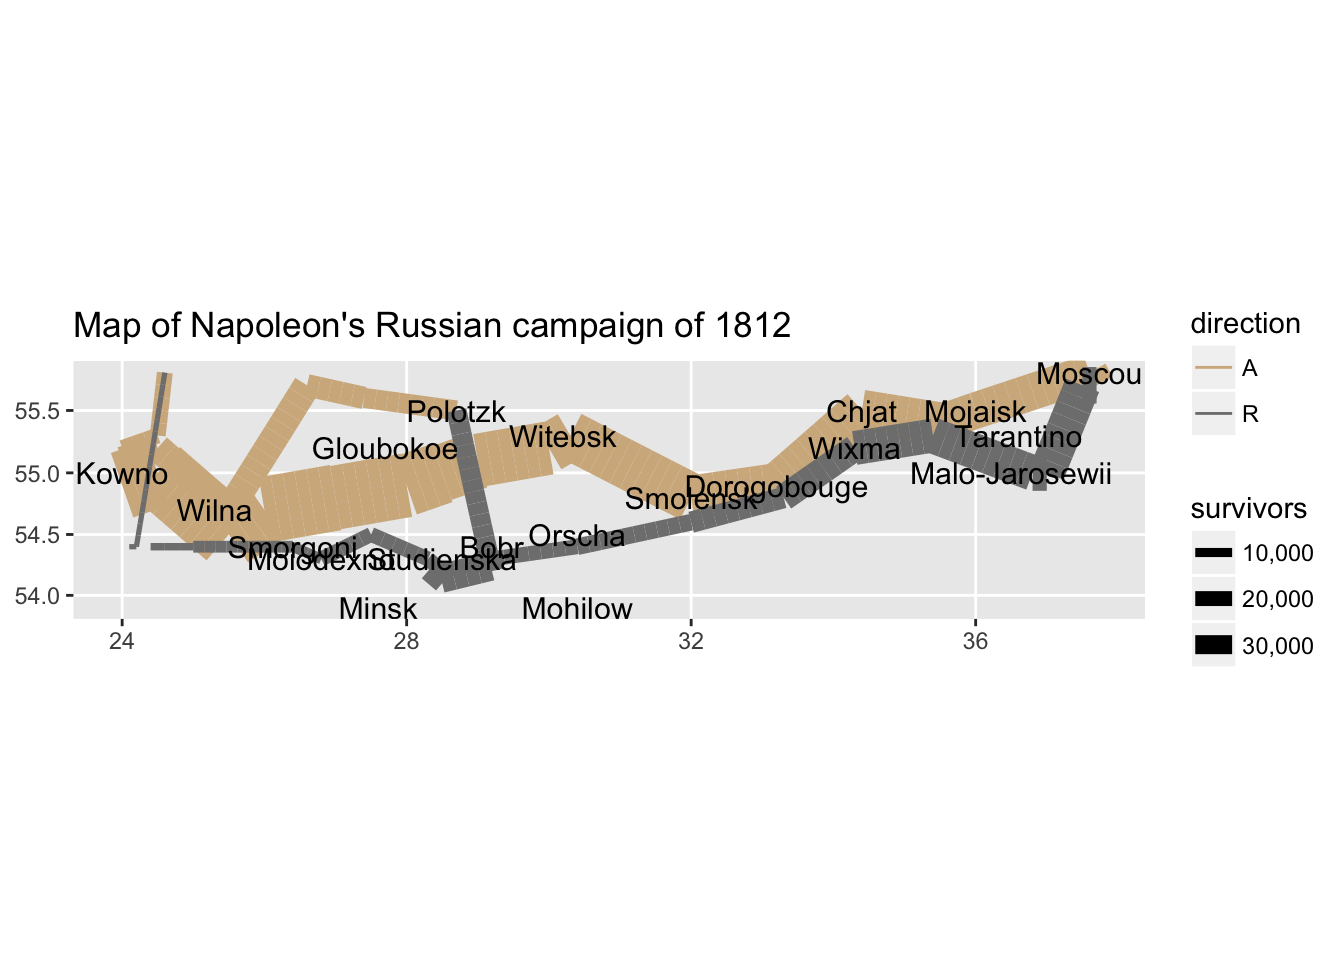 Map of Napoleon's Russian campaign of 1812
55.5
55.0
54.5
54.0
24
28
32
36
Moscou
Polotzk
Chjat
Mojaisk
Gloubokoe
Witebsk
Wixma
Tarantino
Kowno
Malo-Jarosewii
Dorogobouge
Smolensk
Wilna
Orscha
Smorgoni
Bobr
Molodexno
Studienska
Minsk
Mohilow
direction
A
R
survivors
10,000
20,000
30,000